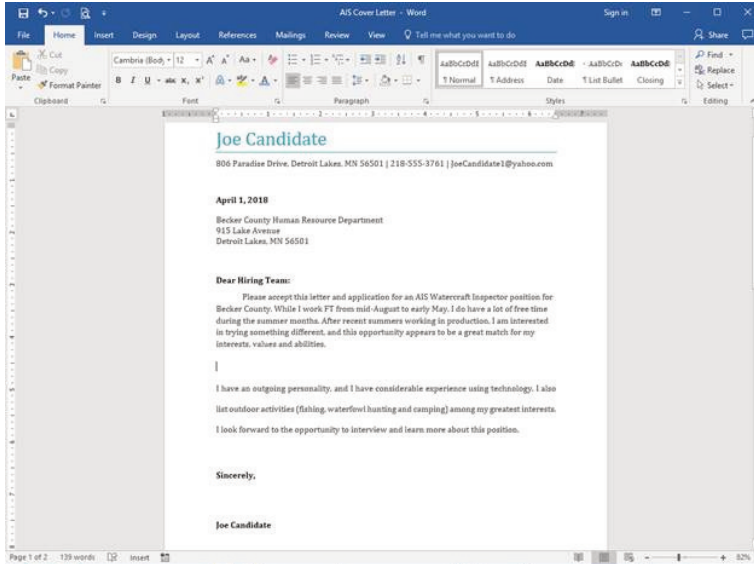 AIS Cover Letter - Word
Sign in
File Home Insert Design Layout References Mailings Review View Tell me what you want to do Share
Cut
Copy
Format Painter
Paste
Cambria (Body) 12
AaBbCcDdE AaBbCcDdE AaBbCcDdI AaBbCcDc AaBbCcDdI
Normal Address Date List Bullet Closing
Find
Replace
Select
Clipboard Font Paragraph Styles Editing
Joe Candidate
806 Paradise Drive, Detroit Lakes, MN 56501 | 218-555-3761 | JoeCandidate1@yahoo.com
April 1, 2018
Becker County Human Resource Department
915 Lake Avenue
Detroit Lakes, MN 56501
Dear Hiring Team:
Please accept this letter and application for an AIS Watercraft Inspector position for
Becker County. While I work FT from mid-August to early May, I do have a lot of free time
during the summer months. After recent summers working in production, I am interested
in trying something different, and this opportunity appears to be a great match for my
interests, values and abilities.
I have an outgoing personality, and I have considerable experience using technology. I also
list outdoor activities (fishing, waterfowl hunting and camping) among my greatest interests.
I look forward to the opportunity to interview and learn more about this position.
Sincerely,
Joe Candidate
Page 1 of 2 139 words Insert 82%